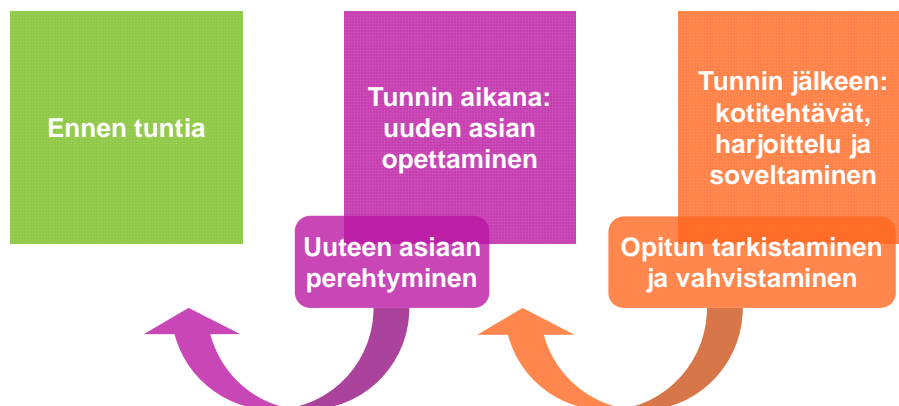 Ennen tuntia
Tunnin aikana:
uuden asian
opettaminen
Tunnin jälkeen:
kotitehtävät,
harjoittelu ja
soveltaminen
Uuteen asiaan
perehtyminen
Opitun tarkistaminen
ja vahvistaminen